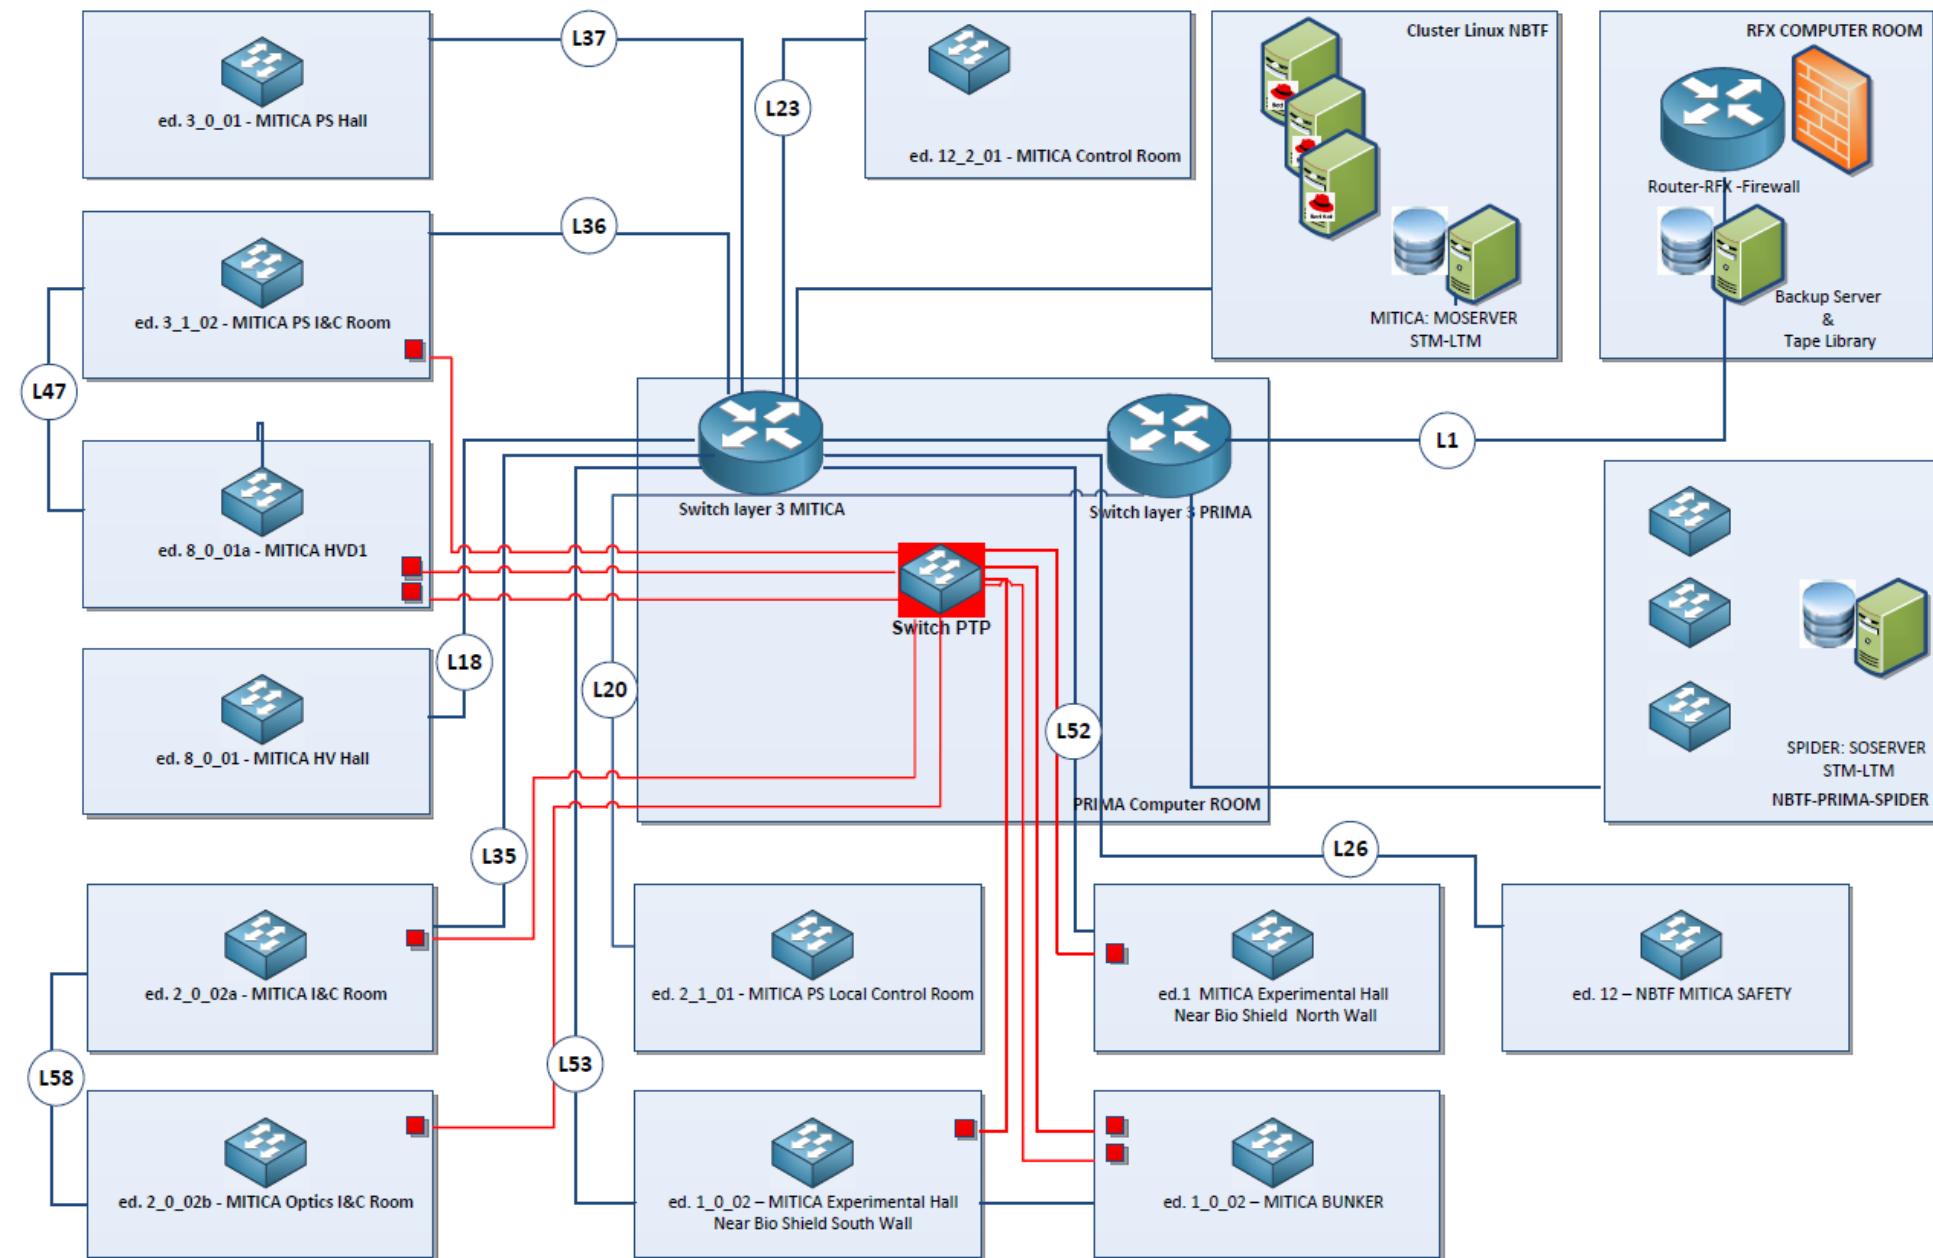 L37
ed. 3_0_01 - MITICA PS Hall
L23
ed. 12_2_01 - MITICA Control Room
Cluster Linux NBTF
MITICA: MOSERVER
STM-LTM
RFX COMPUTER ROOM
Router-RFX -Firewall
Backup Server
&
Tape Library
L36
ed. 3_1_02 - MITICA PS I&C Room
L47
ed. 8_0_01a - MITICA HVD1
Switch layer 3 MITICA
Switch layer 3 PRIMA
L1
Switch PTP
L18
ed. 8_0_01 - MITICA HV Hall
L20
L52
PRIMA Computer ROOM
SPIDER: SOSERVER
STM-LTM
NBTF-PRIMA-SPIDER
L35
L26
ed. 2_0_02a - MITICA I&C Room
ed. 2_1_01 - MITICA PS Local Control Room
ed.1 MITICA Experimental Hall
Near Bio Shield North Wall
ed. 12 – NBTF MITICA SAFETY
L58
L53
ed. 2_0_02b - MITICA Optics I&C Room
ed. 1_0_02 – MITICA Experimental Hall
Near Bio Shield South Wall
ed. 1_0_02 – MITICA BUNKER